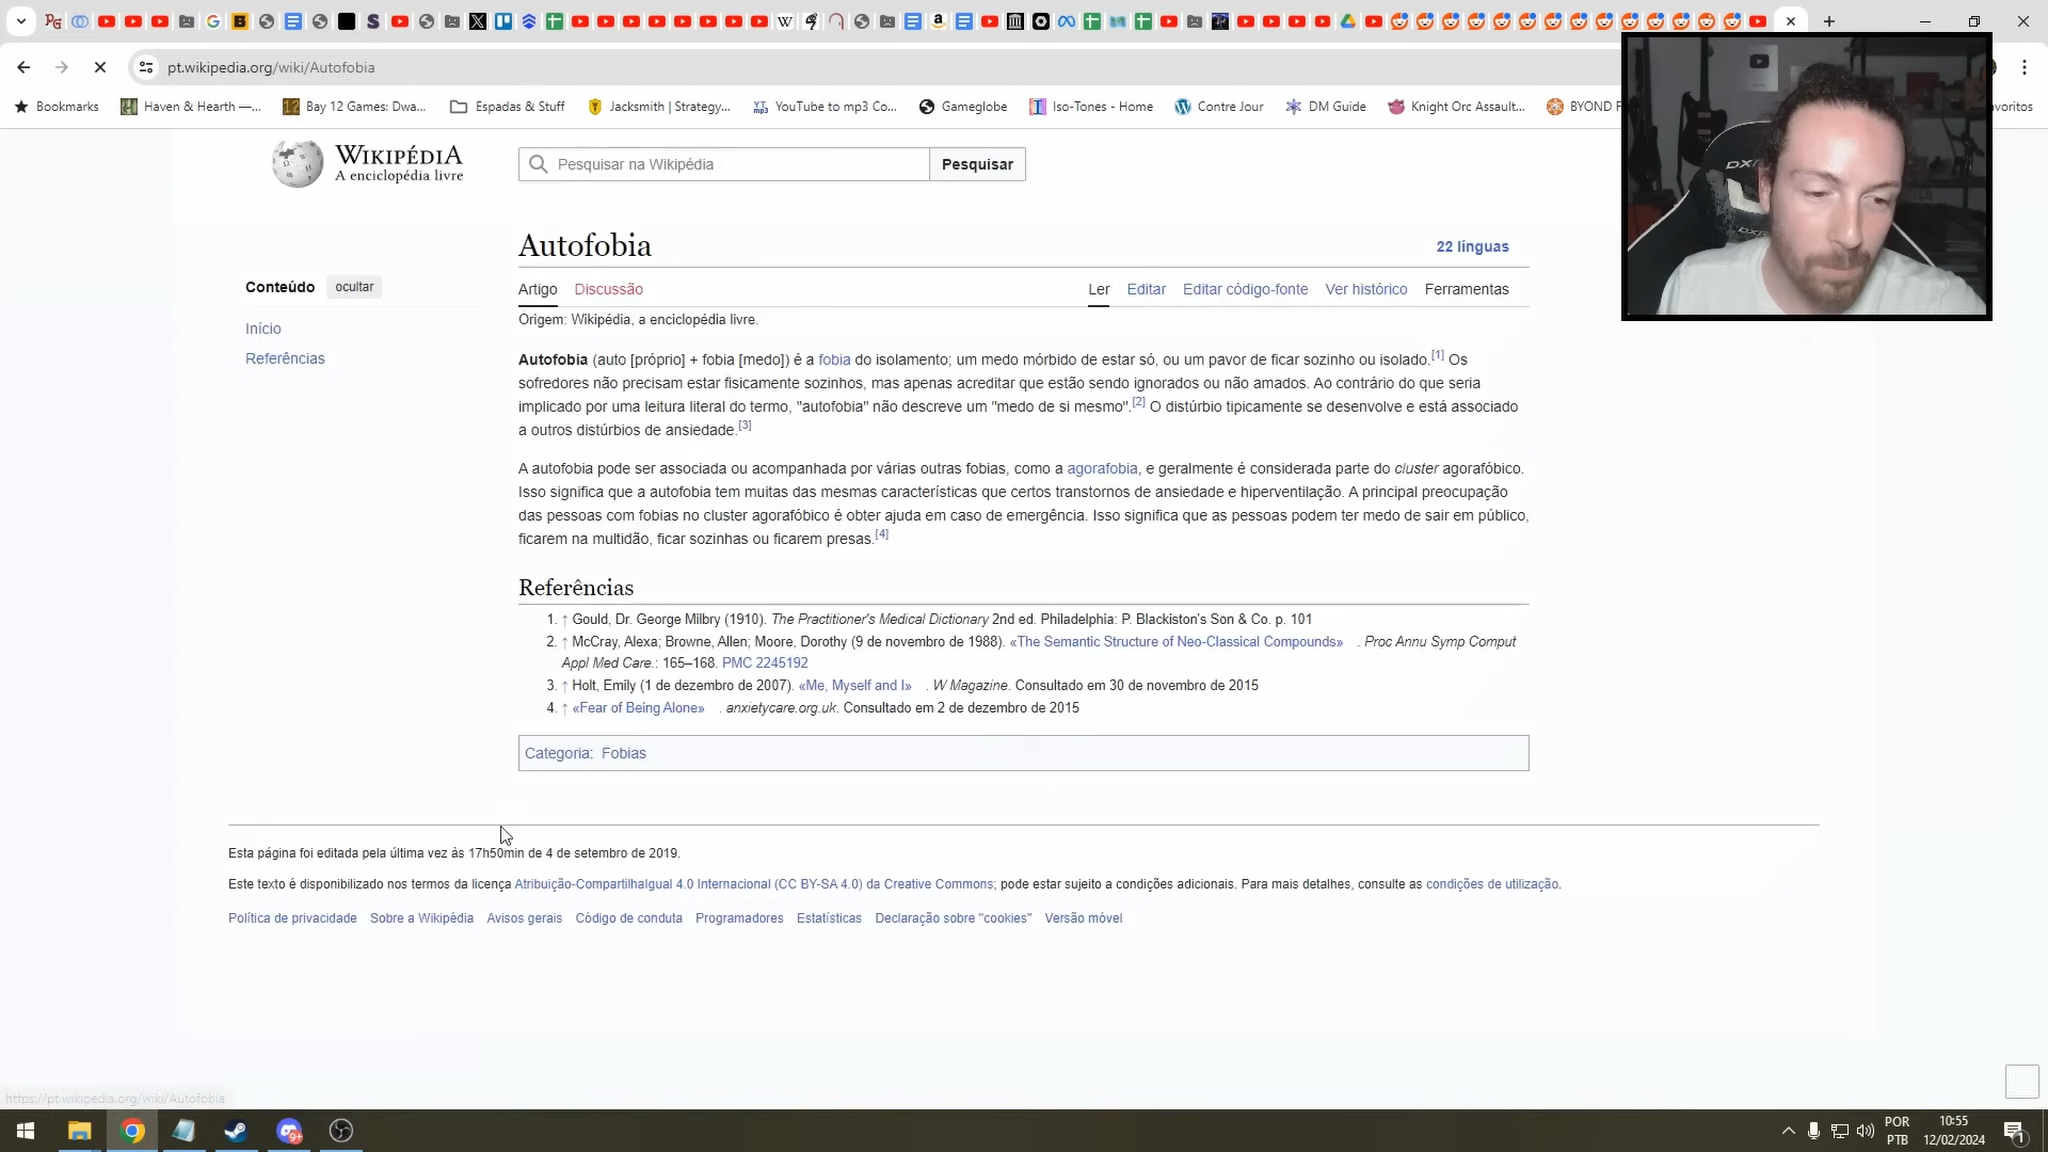 pt.wikipedia.org/wiki/Autofobia
Bookmarks
Haven & Hearth —...
Bay 12 Games: Dwa...
Espadas & Stuff
Jacksmith | Strategy...
YouTube to mp3 Co...
Gameglobe
Iso-Tones - Home
Contre Jour
DM Guide
Knight Orc Assault...
BYOND F
avoritos
WIKIPÉDIA
A enciclopédia livre
Pesquisar na Wikipédia
Pesquisar
Autofobia
22 línguas
Conteúdo ocultar
Início
Referências
Artigo Discussão Ler Editar Editar código-fonte Ver histórico Ferramentas
Origem: Wikipédia, a enciclopédia livre.
Autofobia (auto [próprio] + fobia [medo]) é a fobia do isolamento; um medo mórbido de estar só, ou um pavor de ficar sozinho ou isolado.[1] Os
sofredores não precisam estar fisicamente sozinhos, mas apenas acreditar que estão sendo ignorados ou não amados. Ao contrário do que seria
implicado por uma leitura literal do termo, "autofobia" não descreve um "medo de si mesmo".[2] O distúrbio tipicamente se desenvolve e está associado
a outros distúrbios de ansiedade.[3]
A autofobia pode ser associada ou acompanhada por várias outras fobias, como a agorafobia, e geralmente é considerada parte do cluster agorafóbico.
Isso significa que a autofobia tem muitas das mesmas características que certos transtornos de ansiedade e hiperventilação. A principal preocupação
das pessoas com fobias no cluster agorafóbico é obter ajuda em caso de emergência. Isso significa que as pessoas podem ter medo de sair em público,
ficarem na multidão, ficar sozinhas ou ficarem presas.[4]
Referências
1. ↑ Gould, Dr. George Milbry (1910). The Practitioner's Medical Dictionary 2nd ed. Philadelphia: P. Blackiston's Son & Co. p. 101
2. ↑ McCray, Alexa; Browne, Allen; Moore, Dorothy (9 de novembro de 1988). «The Semantic Structure of Neo-Classical Compounds» . Proc Annu Symp Comput
Appl Med Care.: 165–168. PMC 2245192
3. ↑ Holt, Emily (1 de dezembro de 2007). «Me, Myself and I» . W Magazine. Consultado em 30 de novembro de 2015
4. ↑ «Fear of Being Alone» . anxietycare.org.uk. Consultado em 2 de dezembro de 2015
Categoria: Fobias
Esta página foi editada pela última vez às 17h50min de 4 de setembro de 2019.
Este texto é disponibilizado nos termos da licença Atribuição-CompartilhaIgual 4.0 Internacional (CC BY-SA 4.0) da Creative Commons; pode estar sujeito a condições adicionais. Para mais detalhes, consulte as condições de utilização.
Política de privacidade Sobre a Wikipédia Avisos gerais Código de conduta Programadores Estatísticas Declaração sobre "cookies" Versão móvel
https://pt.wikipedia.org/wiki/Autofobia
POR
PTB
10:55
12/02/2024